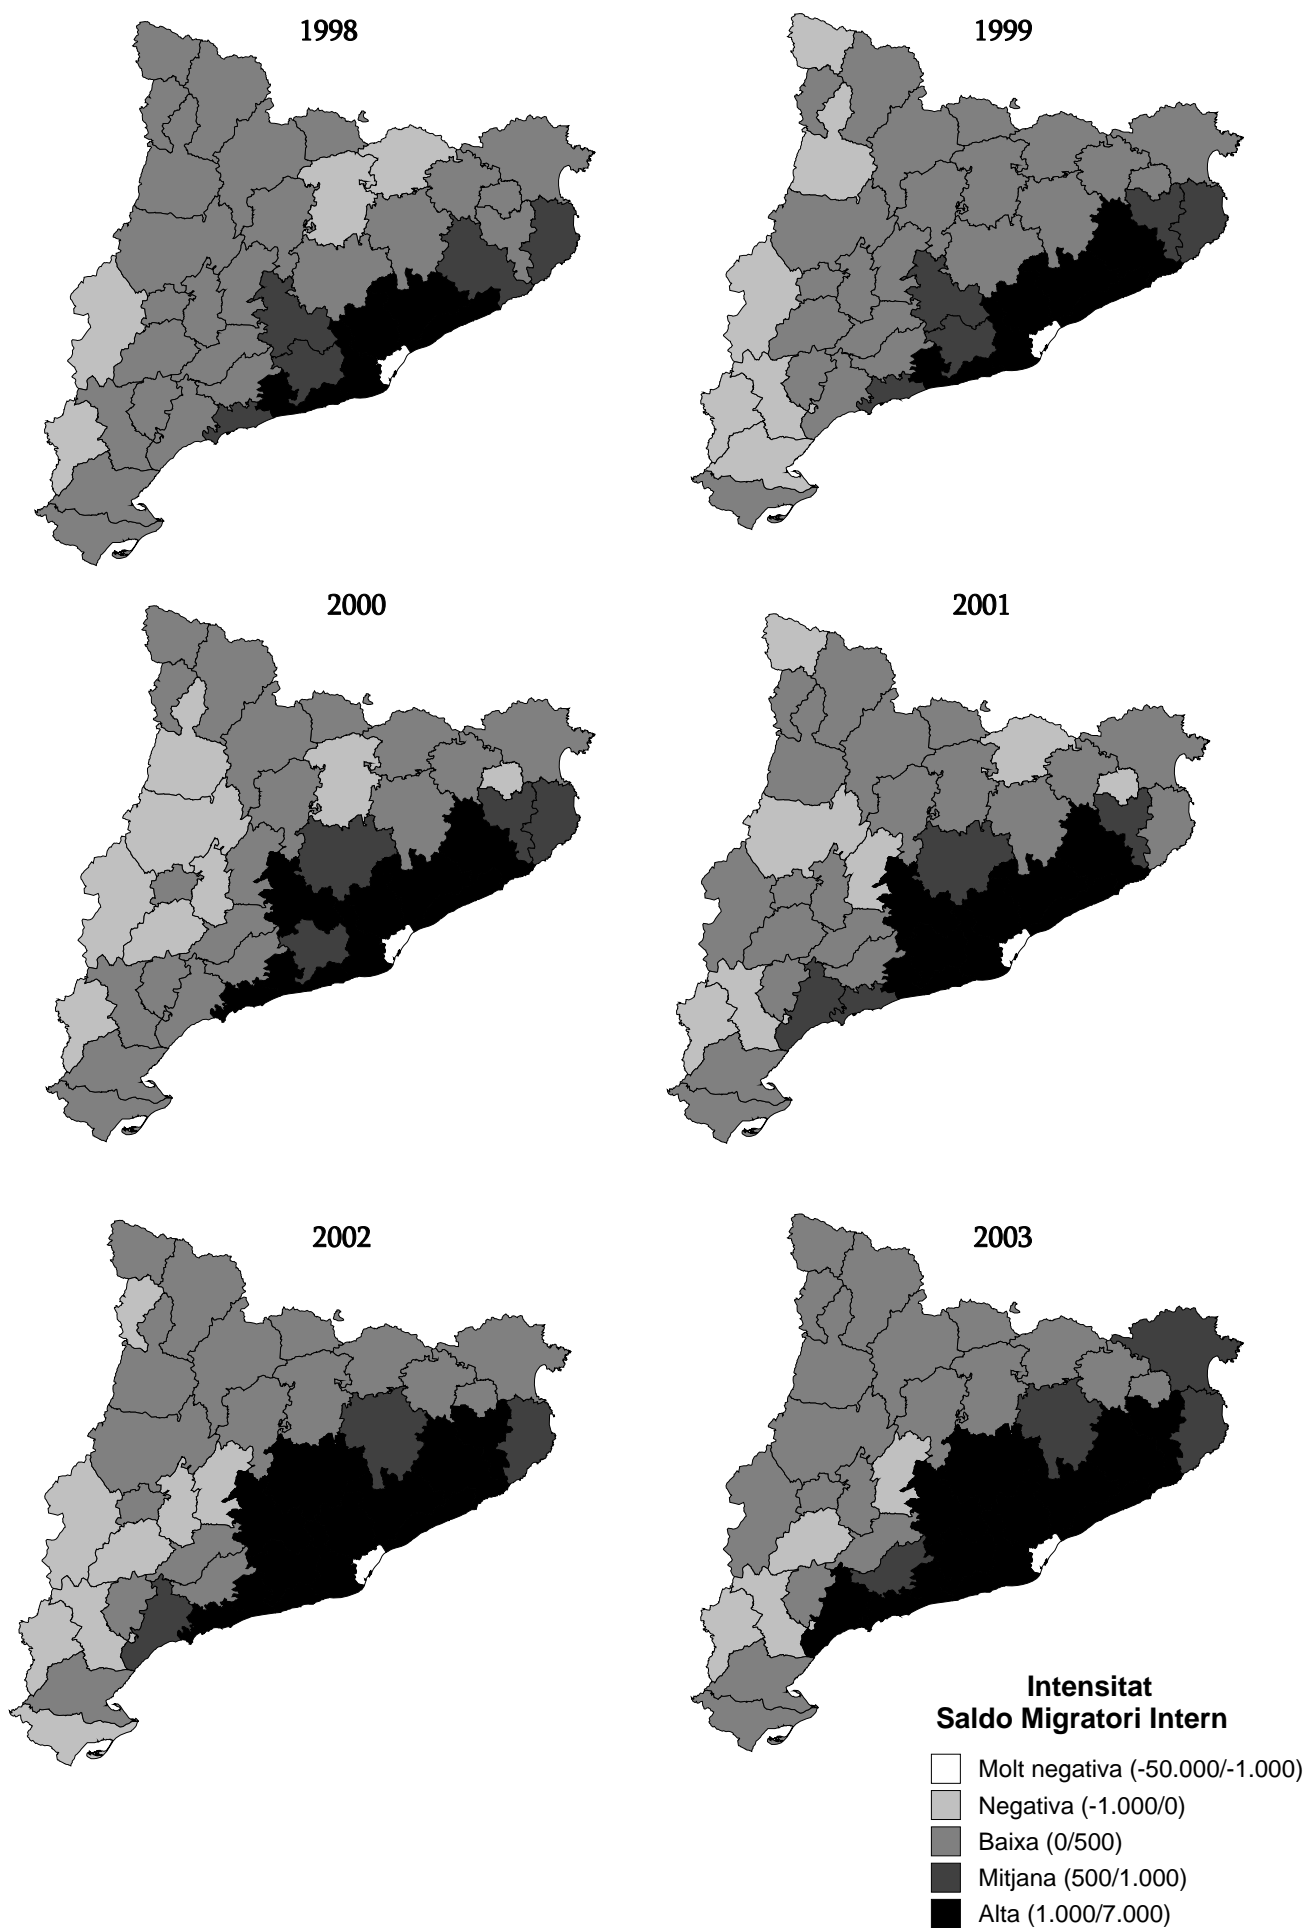 1998
1999
2000
2001
2002
2003
Intensitat
Saldo Migratori Intern
Molt negativa (-50.000/-1.000)
Negativa (-1.000/0)
Baixa (0/500)
Mitjana (500/1.000)
Alta (1.000/7.000)